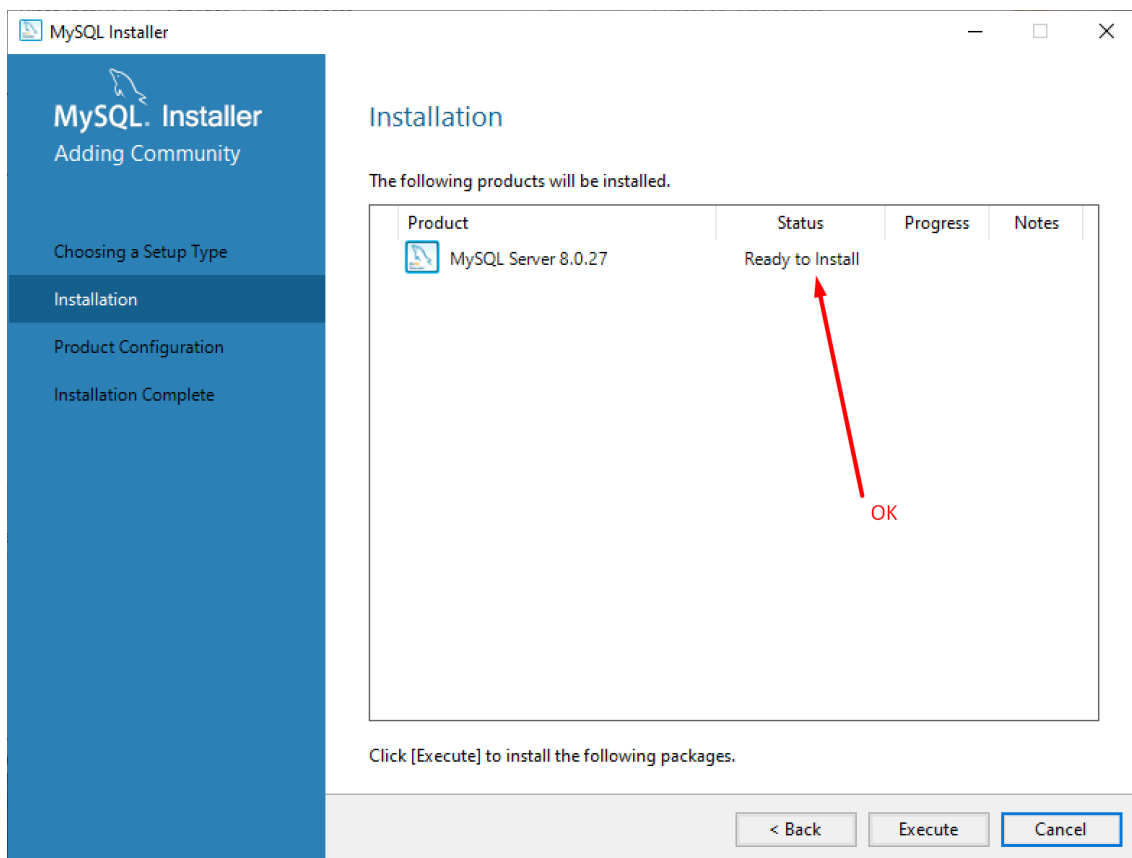 MySQL Installer
MySQL. Installer
Adding Community
Choosing a Setup Type
Installation
Product Configuration
Installation Complete
Installation
The following products will be installed.
Product Status Progress Notes
MySQL Server 8.0.27 Ready to Install
OK
Click [Execute] to install the following packages.
< Back Execute Cancel